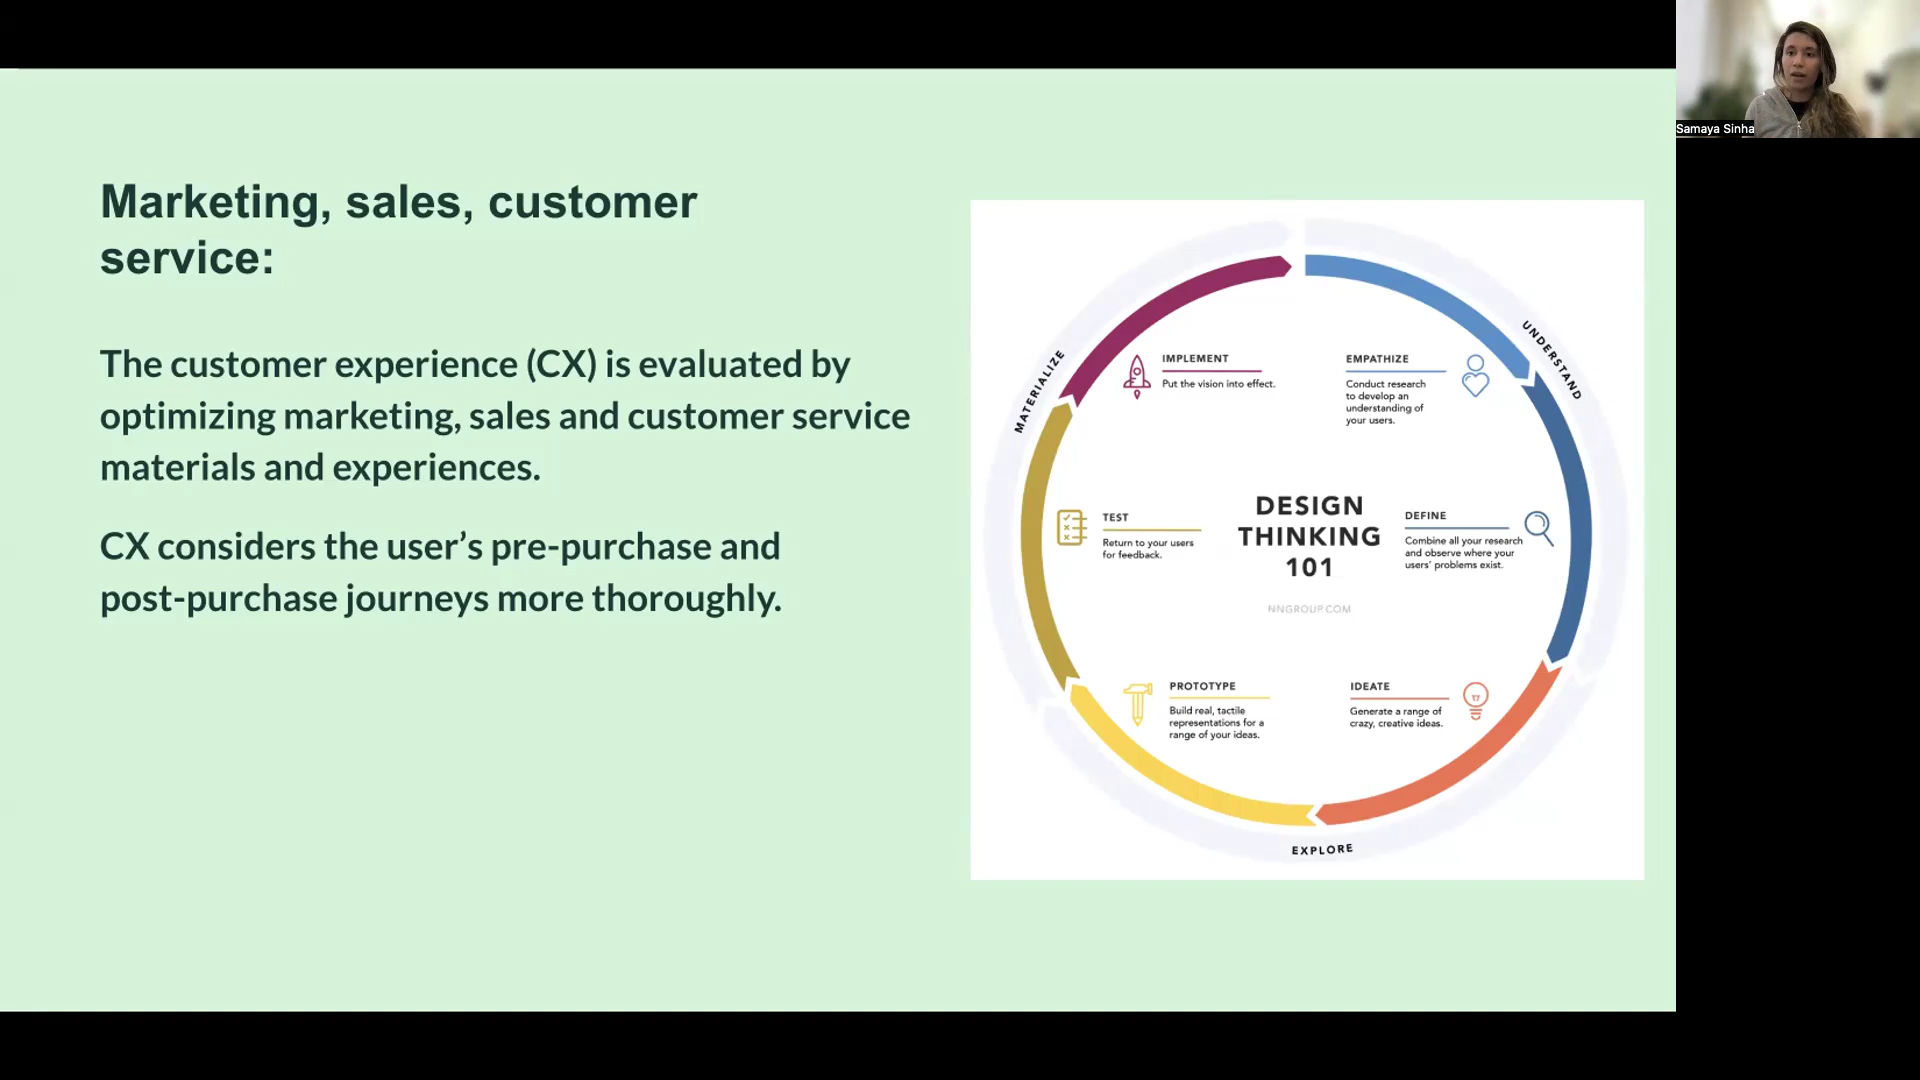 Marketing, sales, customer
service:
The customer experience (CX) is evaluated by
optimizing marketing, sales and customer service
materials and experiences.
CX considers the user’s pre-purchase and
post-purchase journeys more thoroughly.
Samaya Sinha
UNDERSTAND
EMPATHIZE
Conduct research
to develop an
understanding of
your users.
DEFINE
Combine all your research
and observe where your
users’ problems exist.
EXPLORE
IDEATE
Generate a range of
crazy, creative ideas.
PROTOTYPE
Build real, tactile
representations for a
range of your ideas.
MATERIALIZE
TEST
Return to your users
for feedback.
IMPLEMENT
Put the vision into effect.
DESIGN
THINKING
101
NNGROUP.COM